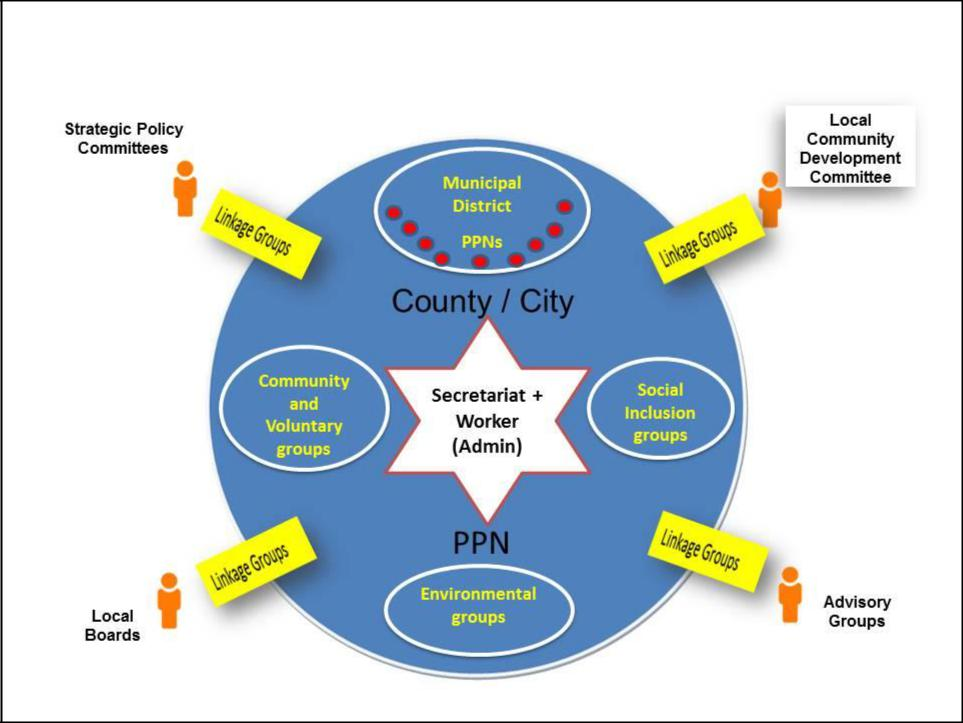 Strategic Policy
Committees
Local
Community
Development
Committee
Linkage Groups
Linkage Groups
Municipal
District
PPNs
County / City
Community
and
Voluntary
groups
Secretariat +
Worker
(Admin)
Social
Inclusion
groups
PPN
Linkage Groups
Linkage Groups
Environmental
groups
Local
Boards
Advisory
Groups